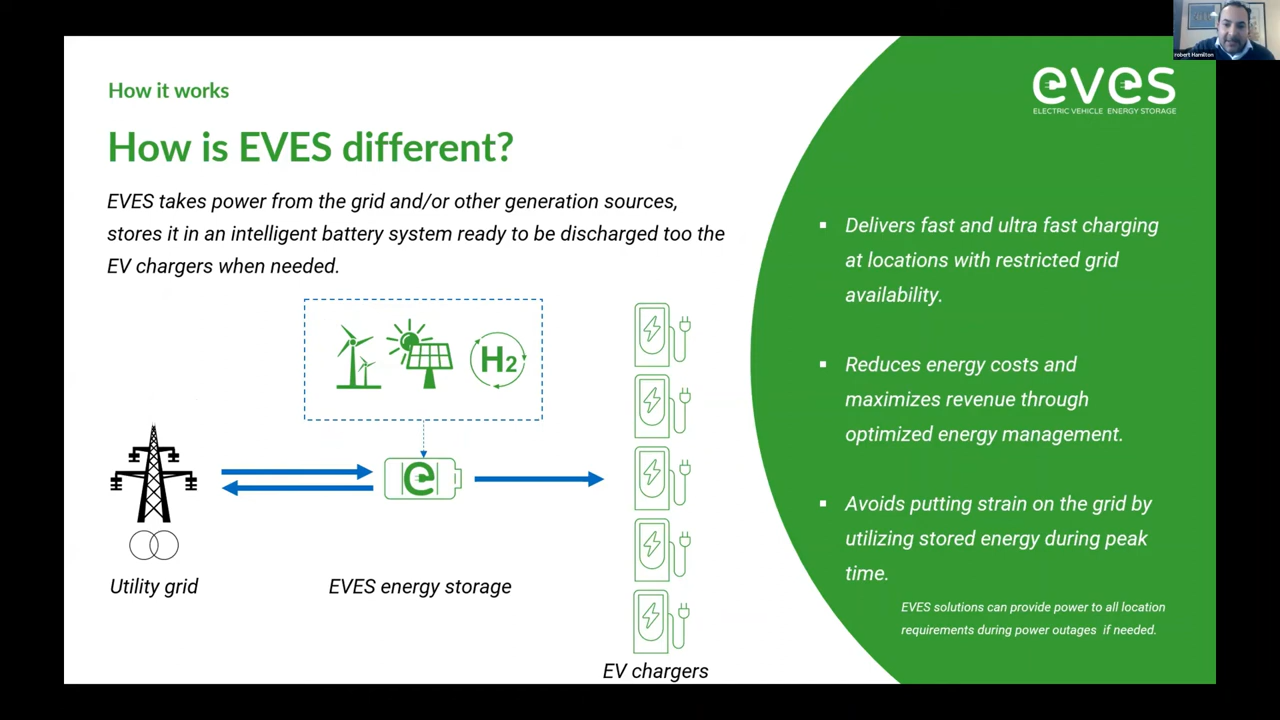 robert Hamilton
eves
ELECTRIC VEHICLE ENERGY STORAGE
How it works
How is EVES different?
EVES takes power from the grid and/or other generation sources,
stores it in an intelligent battery system ready to be discharged too the
EV chargers when needed.
H2
e
Utility grid
EVES energy storage
EV chargers
▪ Delivers fast and ultra fast charging
at locations with restricted grid
availability.
▪ Reduces energy costs and
maximizes revenue through
optimized energy management.
▪ Avoids putting strain on the grid by
utilizing stored energy during peak
time.
EVES solutions can provide power to all location
requirements during power outages if needed.